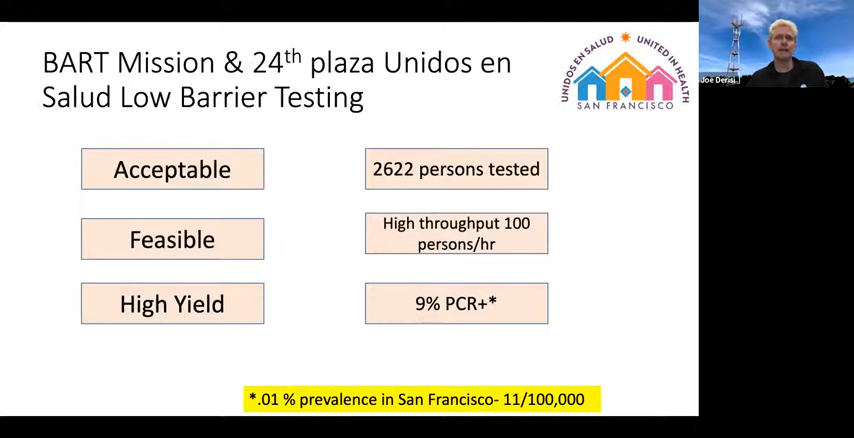 BART Mission & 24th plaza Unidos en
Salud Low Barrier Testing
UNIDOS EN SALUD UNITED IN HEALTH
SAN FRANCISCO
Joe Derisi
Acceptable
2622 persons tested
Feasible
High throughput 100
persons/hr
High Yield
9% PCR+*
*.01 % prevalence in San Francisco- 11/100,000